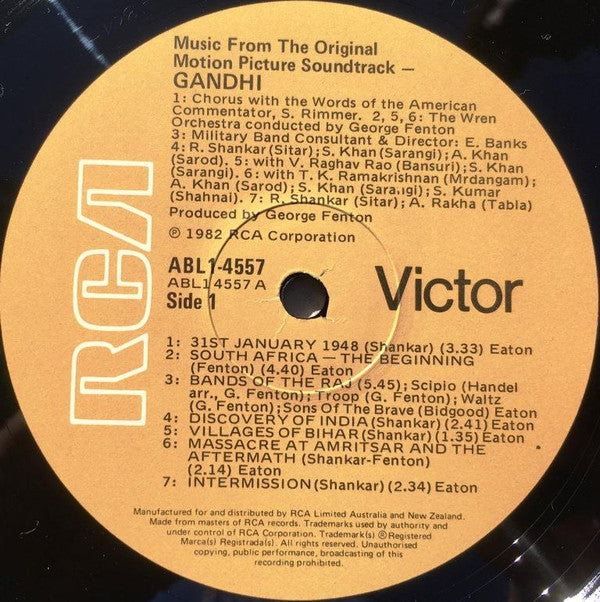 Music From The Original
Motion Picture Soundtrack —
GANDHI
1: Chorus with the Words of the American
Commentator, S. Rimmer. 2, 5, 6: The Wren
Orchestra conducted by George Fenton
3: Military Band Consultant & Director: E. Banks
4: R. Shankar (Sitar); S. Khan (Sarangi); A. Khan
(Sarod). 5: with V. Raghav Rao (Bansuri); S. Khan
(Sarangi). 6: with T. K. Ramakrishnan (Mrdangam);
A. Khan (Sarod); S. Khan (Sarangi); S. Kumar
(Shahnai). 7: R. Shankar (Sitar); A. Rakha (Tabla)
Produced by George Fenton
℗ 1982 RCA Corporation
RCA
ABL1-4557
ABL1 4557 A
Side 1
Victor
1: 31ST JANUARY 1948 (Shankar) (3.33) Eaton
2: SOUTH AFRICA — THE BEGINNING
(Fenton) (4.40) Eaton
3: BANDS OF THE RAJ (5.45); Scipio (Handel
arr., G. Fenton); Troop (G. Fenton); Waltz
(G. Fenton); Sons Of The Brave (Bidgood) Eaton
4: DISCOVERY OF INDIA (Shankar) (2.41) Eaton
5: VILLAGES OF BIHAR (Shankar) (1.35) Eaton
6: MASSACRE AT AMRITSAR AND THE
AFTERMATH (Shankar-Fenton)
(2.14) Eaton
7: INTERMISSION (Shankar) (2.34) Eaton
Manufactured for and distributed by RCA Limited Australia and New Zealand.
Made from masters of RCA records. Trademarks used by authority and
under control of RCA Corporation. Trademarks ® Registered
Marca(s) Registrada(s). All rights reserved. Unauthorised
copying, public performance, broadcasting of this
recording prohibited.